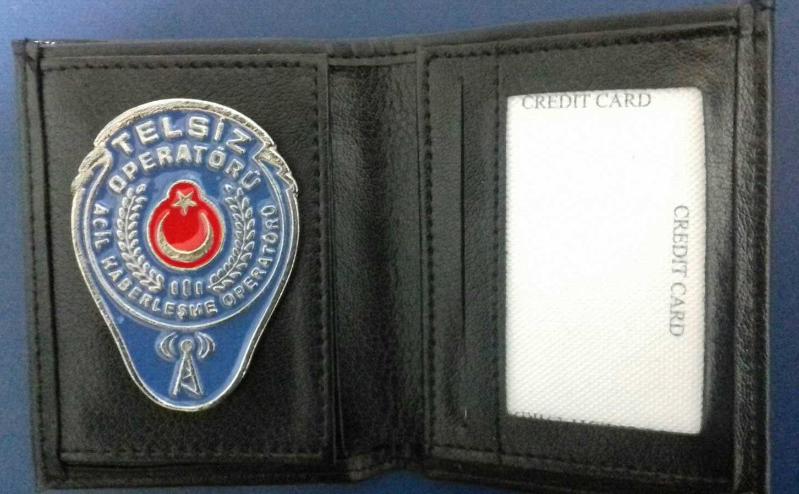 TELSİZ
OPERATÖRÜ
ACİL HABERLEŞME OPERATÖRÜ
CREDIT CARD
CREDIT CARD